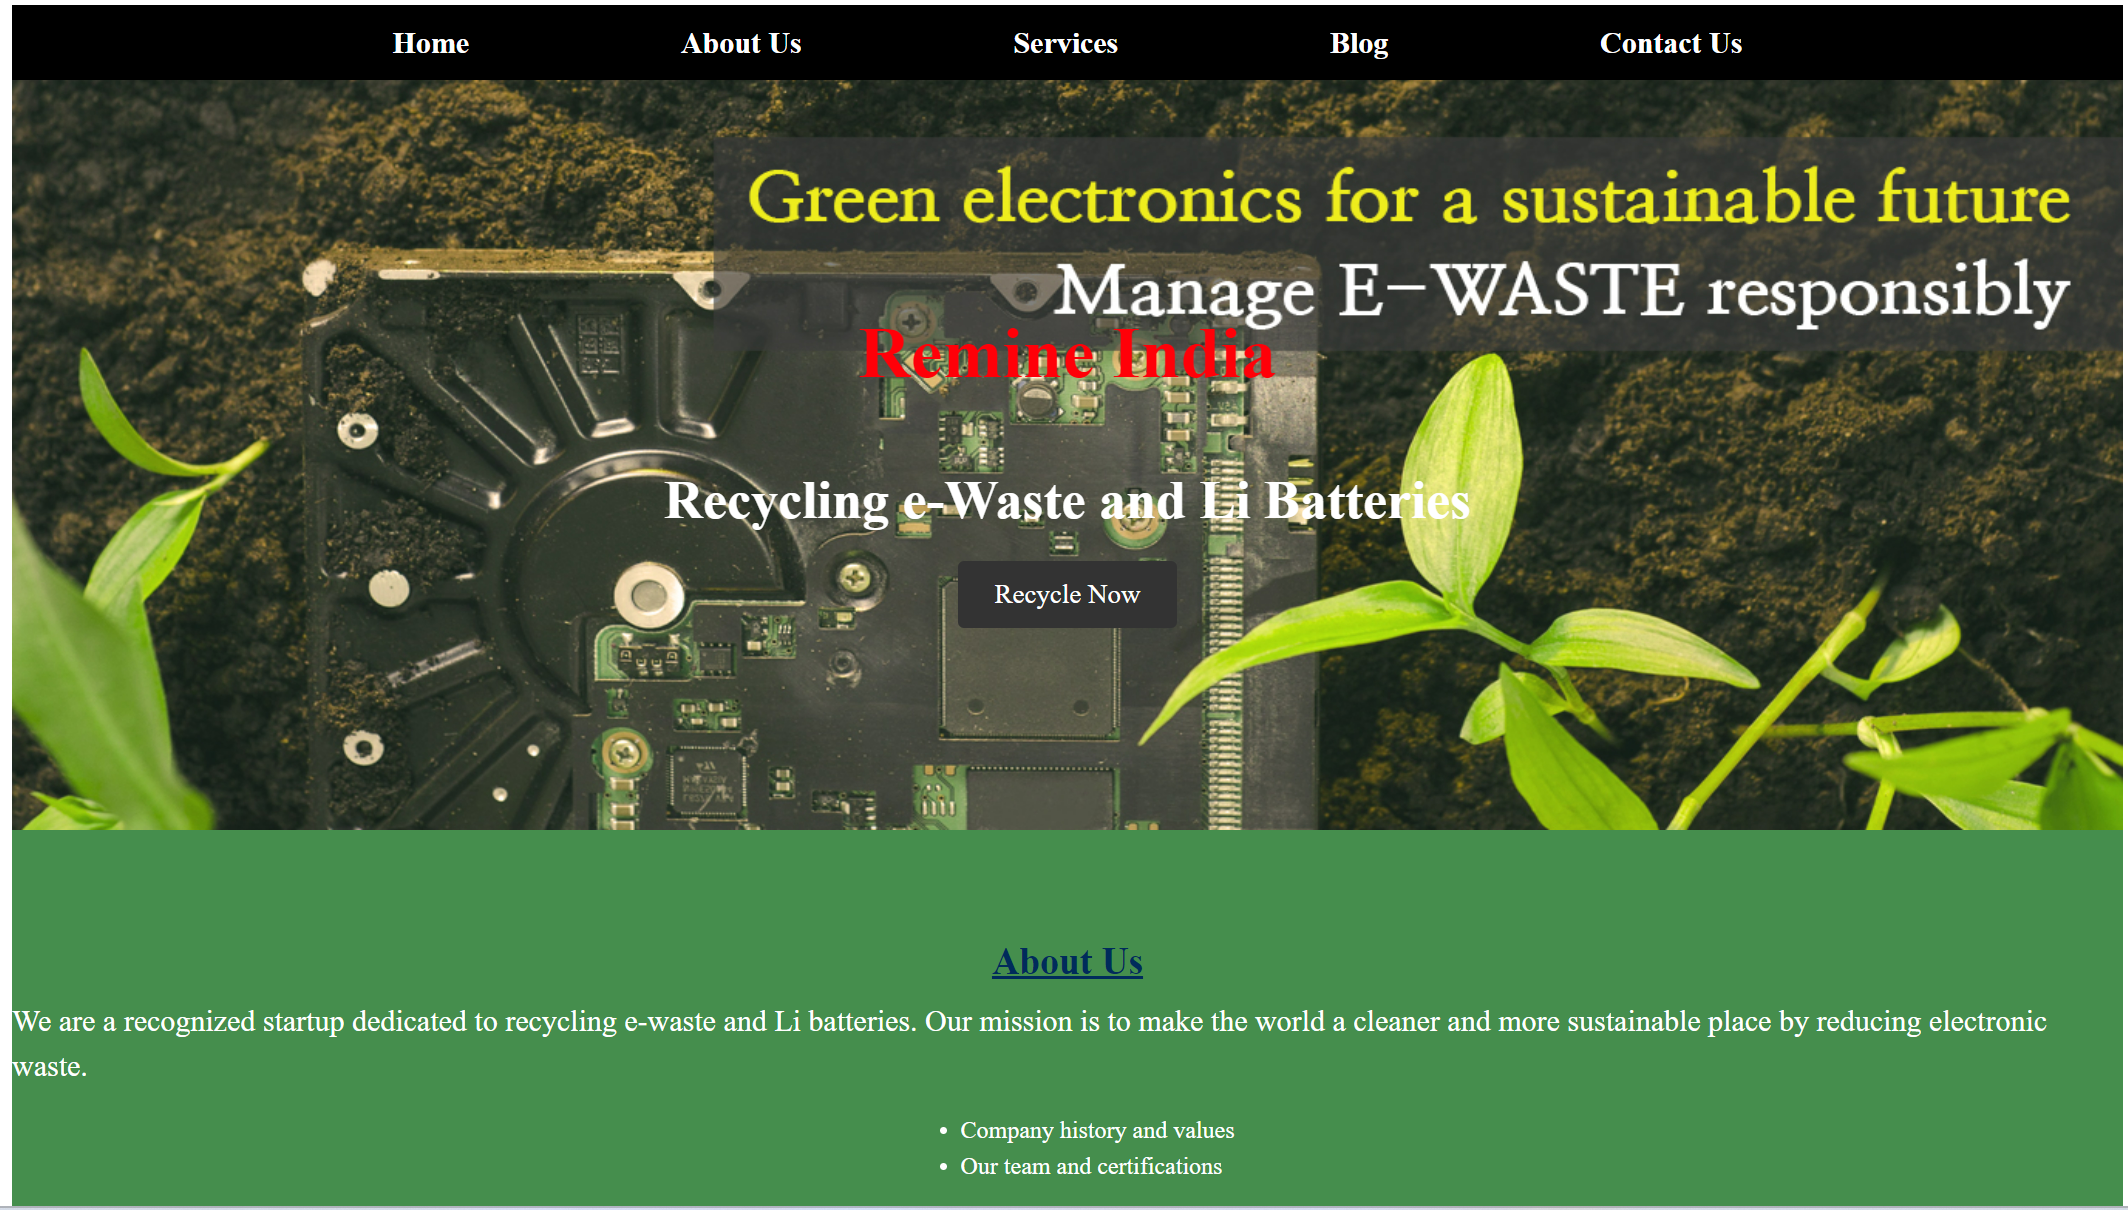 Home About Us Services Blog Contact Us
Green electronics for a sustainable future
Manage E-WASTE responsibly
Remine India
Recycling e-Waste and Li Batteries
Recycle Now
About Us
We are a recognized startup dedicated to recycling e-waste and Li batteries. Our mission is to make the world a cleaner and more sustainable place by reducing electronic
waste.
• Company history and values
• Our team and certifications